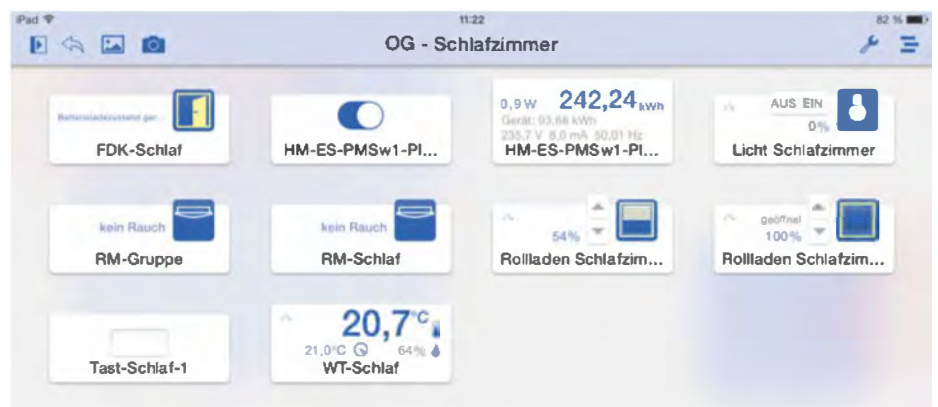 iPad 11:22 82 %
OG - Schlafzimmer
Batterieladezustand ger...
FDK-Schlaf
HM-ES-PMSw1-Pl...
0,9 W 242,24 kWh
Gerät: 93,68 kWh
235,7 V 8,0 mA 50,01 Hz
HM-ES-PMSw1-Pl...
AUS EIN
0%
Licht Schlafzimmer
kein Rauch
RM-Gruppe
kein Rauch
RM-Schlaf
54%
Rollladen Schlafzim...
geöffnet
100%
Rollladen Schlafzim...
Tast-Schlaf-1
20,7°C
21,0°C 64%
WT-Schlaf